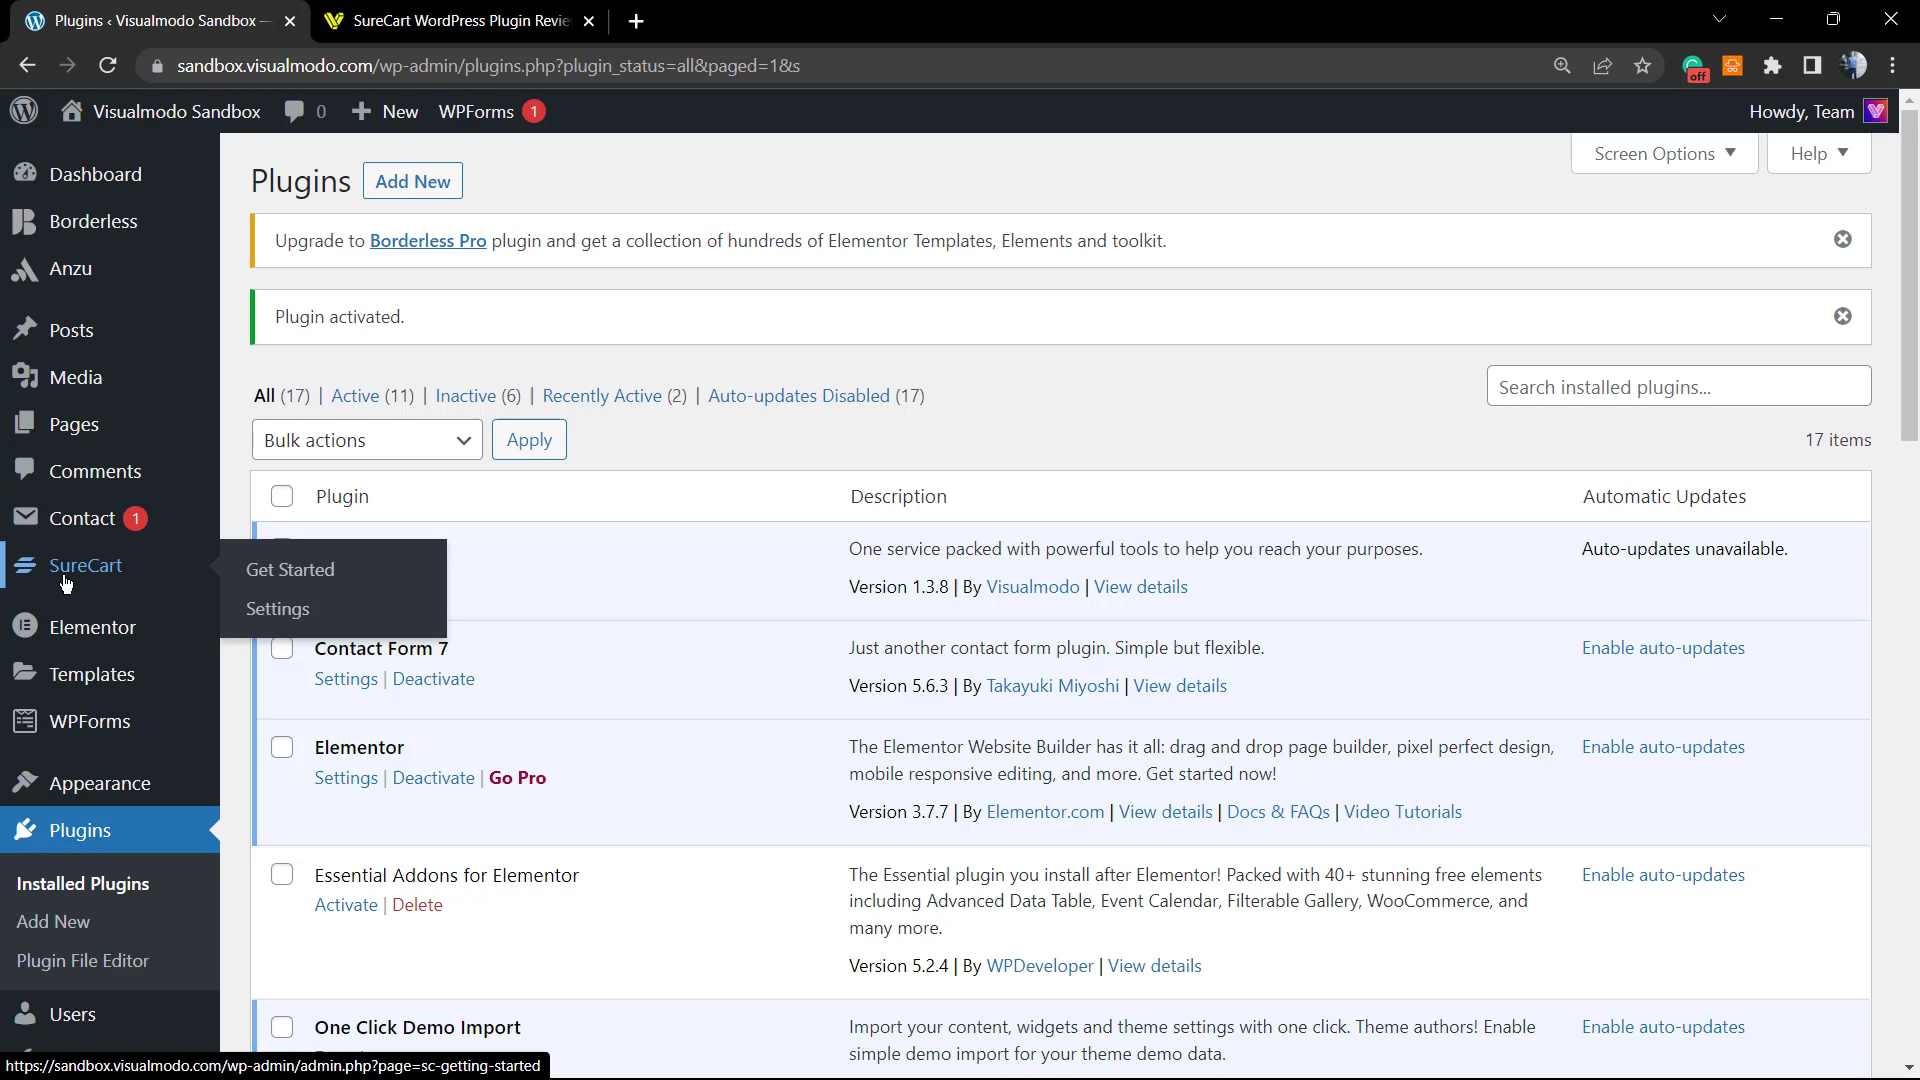 Plugins ‹ Visualmodo Sandbox —
SureCart WordPress Plugin Revie
sandbox.visualmodo.com/wp-admin/plugins.php?plugin_status=all&paged=1&s
off
Visualmodo Sandbox
0
New
WPForms 1
Howdy, Team
Dashboard
Borderless
Anzu
Posts
Media
Pages
Comments
Contact 1
SureCart
Get Started
Settings
Elementor
Templates
WPForms
Appearance
Plugins
Installed Plugins
Add New
Plugin File Editor
Users
Screen Options
Help
Plugins
Add New
Upgrade to Borderless Pro plugin and get a collection of hundreds of Elementor Templates, Elements and toolkit.
Plugin activated.
All (17) | Active (11) | Inactive (6) | Recently Active (2) | Auto-updates Disabled (17)
Search installed plugins...
Bulk actions
Apply
17 items
Plugin
Description
Automatic Updates
One service packed with powerful tools to help you reach your purposes.
Version 1.3.8 | By Visualmodo | View details
Auto-updates unavailable.
Contact Form 7
Settings | Deactivate
Just another contact form plugin. Simple but flexible.
Version 5.6.3 | By Takayuki Miyoshi | View details
Enable auto-updates
Elementor
Settings | Deactivate | Go Pro
The Elementor Website Builder has it all: drag and drop page builder, pixel perfect design,
mobile responsive editing, and more. Get started now!
Version 3.7.7 | By Elementor.com | View details | Docs & FAQs | Video Tutorials
Enable auto-updates
Essential Addons for Elementor
Activate | Delete
The Essential plugin you install after Elementor! Packed with 40+ stunning free elements
including Advanced Data Table, Event Calendar, Filterable Gallery, WooCommerce, and
many more.
Version 5.2.4 | By WPDeveloper | View details
Enable auto-updates
One Click Demo Import
Import your content, widgets and theme settings with one click. Theme authors! Enable
simple demo import for your theme demo data.
Enable auto-updates
https://sandbox.visualmodo.com/wp-admin/admin.php?page=sc-getting-started